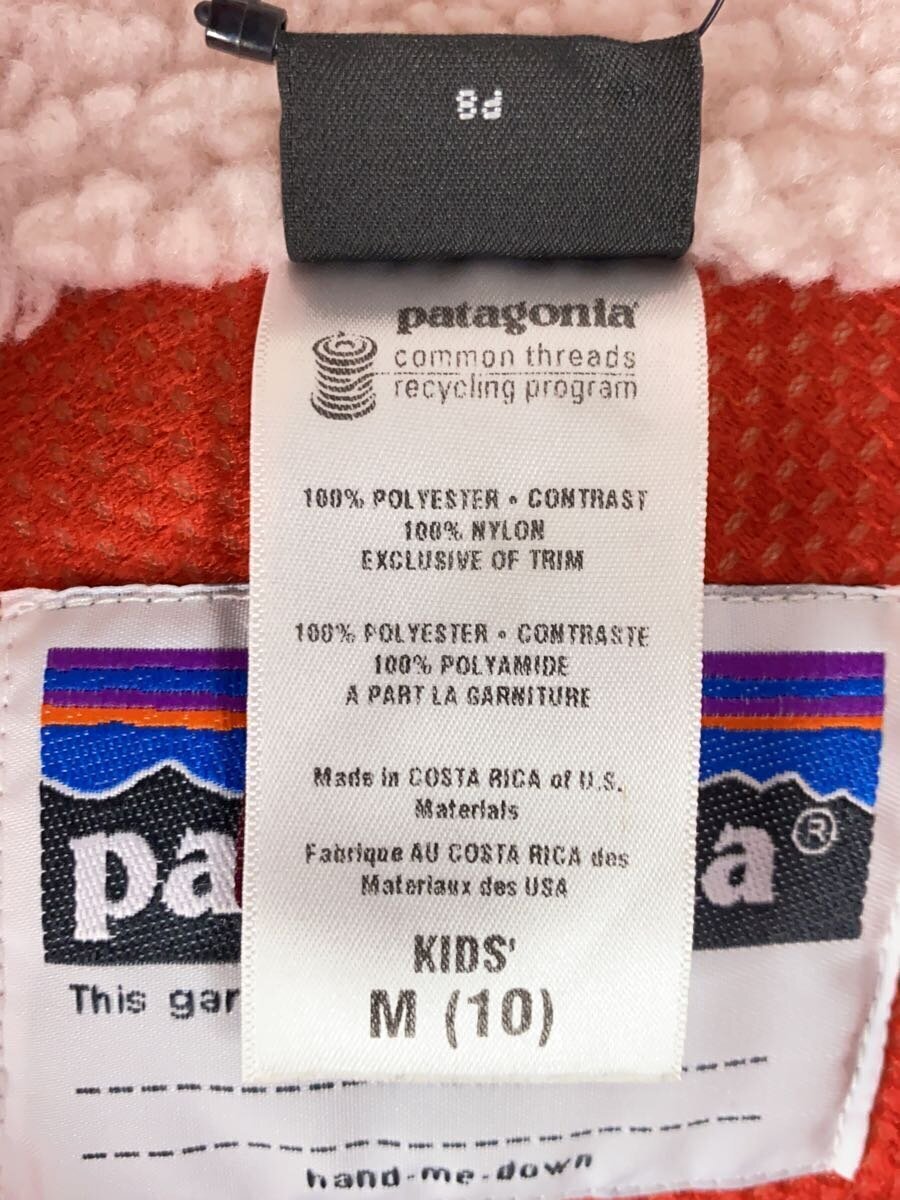 P8
patagonia®
common threads
recycling program
100% POLYESTER • CONTRAST
100% NYLON
EXCLUSIVE OF TRIM
100% POLYESTER • CONTRASTE
100% POLYAMIDE
A PART LA GARNITURE
Made in COSTA RICA of U.S.
Materials
Fabrique AU COSTA RICA des
Materiaux des USA
KIDS'
M (10)
pa a®
This gar
hand-me-down